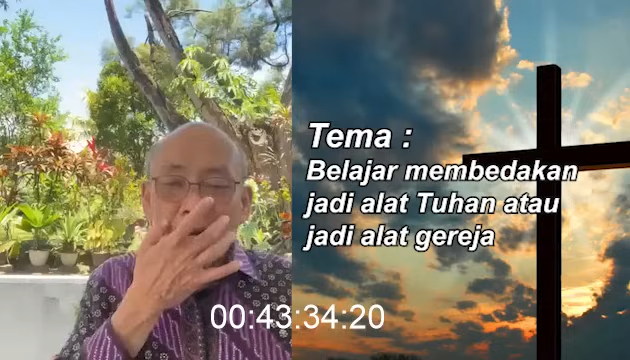 Tema :
Belajar membedakan
jadi alat Tuhan atau
jadi alat gereja
00:43:34:20